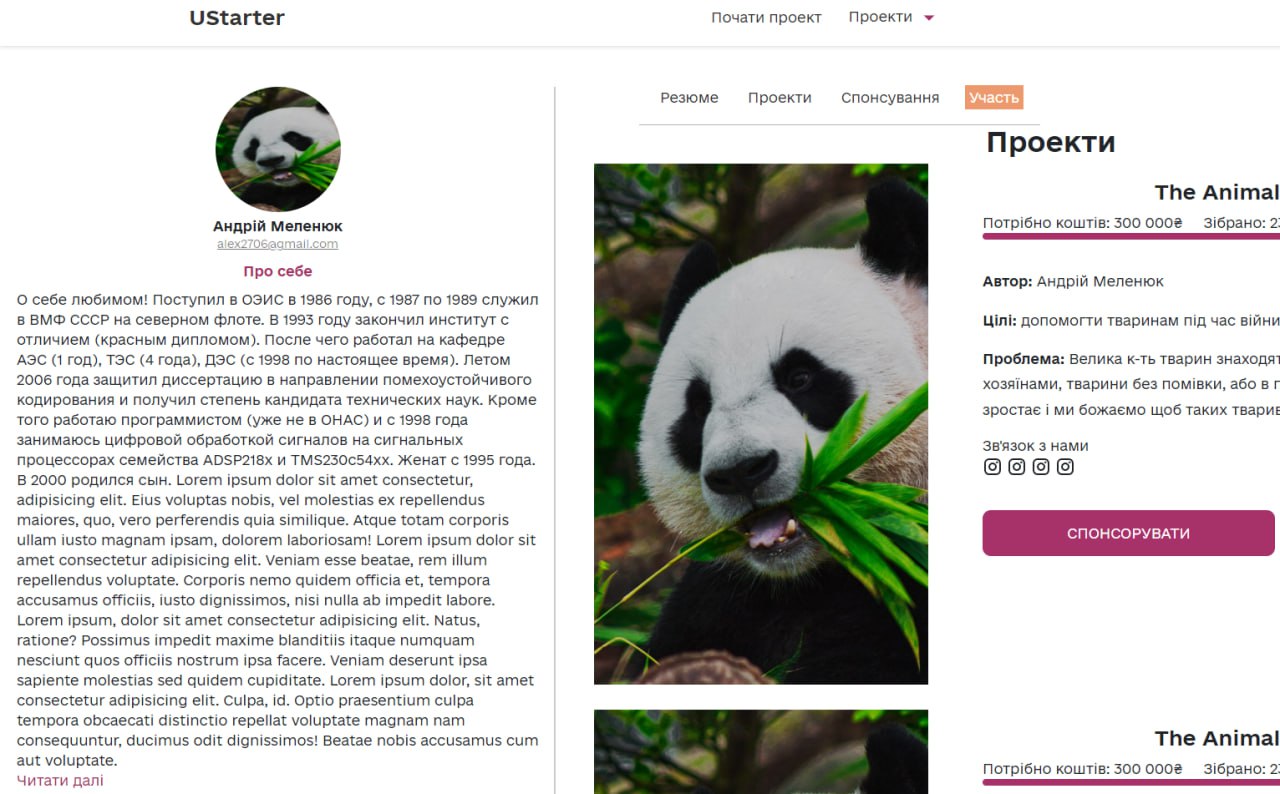 UStarter
Почати проект
Проекти
Андрій Меленюк
alex2706@gmail.com
Про себе
О себе любимом! Поступил в ОЭИС в 1986 году, с 1987 по 1989 служил
в ВМФ СССР на северном флоте. В 1993 году закончил институт с
отличием (красным дипломом). После чего работал на кафедре
АЭС (1 год), ТЭС (4 года), ДЭС (с 1998 по настоящее время). Летом
2006 года защитил диссертацию в направлении помехоустойчивого
кодирования и получил степень кандидата технических наук. Кроме
того работаю программистом (уже не в ОНАС) и с 1998 года
занимаюсь цифровой обработкой сигналов на сигнальных
процессорах семейства ADSP218x и TMS230c54xx. Женат с 1995 года.
В 2000 родился сын. Lorem ipsum dolor sit amet consectetur,
adipisicing elit. Eius voluptas nobis, vel molestias ex repellendus
maiores, quo, vero perferendis quia similique. Atque totam corporis
ullam iusto magnam ipsam, dolorem laboriosam! Lorem ipsum dolor sit
amet consectetur adipisicing elit. Veniam esse beatae, rem illum
repellendus voluptate. Corporis nemo quidem officia et, tempora
accusamus officiis, iusto dignissimos, nisi nulla ab impedit labore.
Lorem ipsum, dolor sit amet consectetur adipisicing elit. Natus,
ratione? Possimus impedit maxime blanditiis itaque numquam
nesciunt quos officiis nostrum ipsa facere. Veniam deserunt ipsa
sapiente molestias sed quidem cupiditate. Lorem ipsum dolor, sit amet
consectetur adipisicing elit. Culpa, id. Optio praesentium culpa
tempora obcaecati distinctio repellat voluptate magnam nam
consequuntur, ducimus odit dignissimos! Beatae nobis accusamus cum
aut voluptate.
Читати далі
Резюме
Проекти
Спонсування
Участь
Проекти
The Animal
Потрібно коштів: 300 000₴ Зібрано: 23
Автор: Андрій Меленюк
Цілі: допомогти тваринам під час війни
Проблема: Велика к-ть тварин знаходят
хозяїнами, тварини без помівки, або в п
зростає і ми божаємо щоб таких тварив
Зв'язок з нами
СПОНСОРУВАТИ
The Animal
Потрібно коштів: 300 000₴ Зібрано: 23